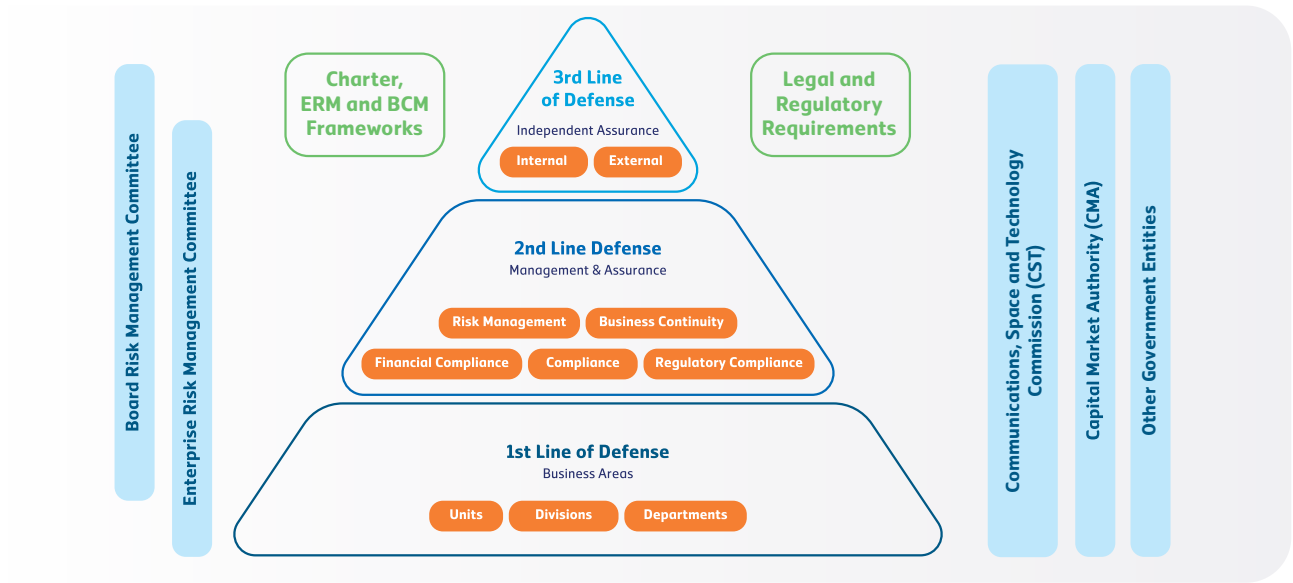 Board Risk Management Committee
Enterprise Risk Management Committee
Charter,
ERM and BCM
Frameworks
3rd Line
of Defense
Independent Assurance
Internal
External
Legal and
Regulatory
Requirements
2nd Line Defense
Management & Assurance
Risk Management
Business Continuity
Financial Compliance
Compliance
Regulatory Compliance
1st Line of Defense
Business Areas
Units
Divisions
Departments
Communications, Space and Technology
Commission (CST)
Capital Market Authority (CMA)
Other Government Entities